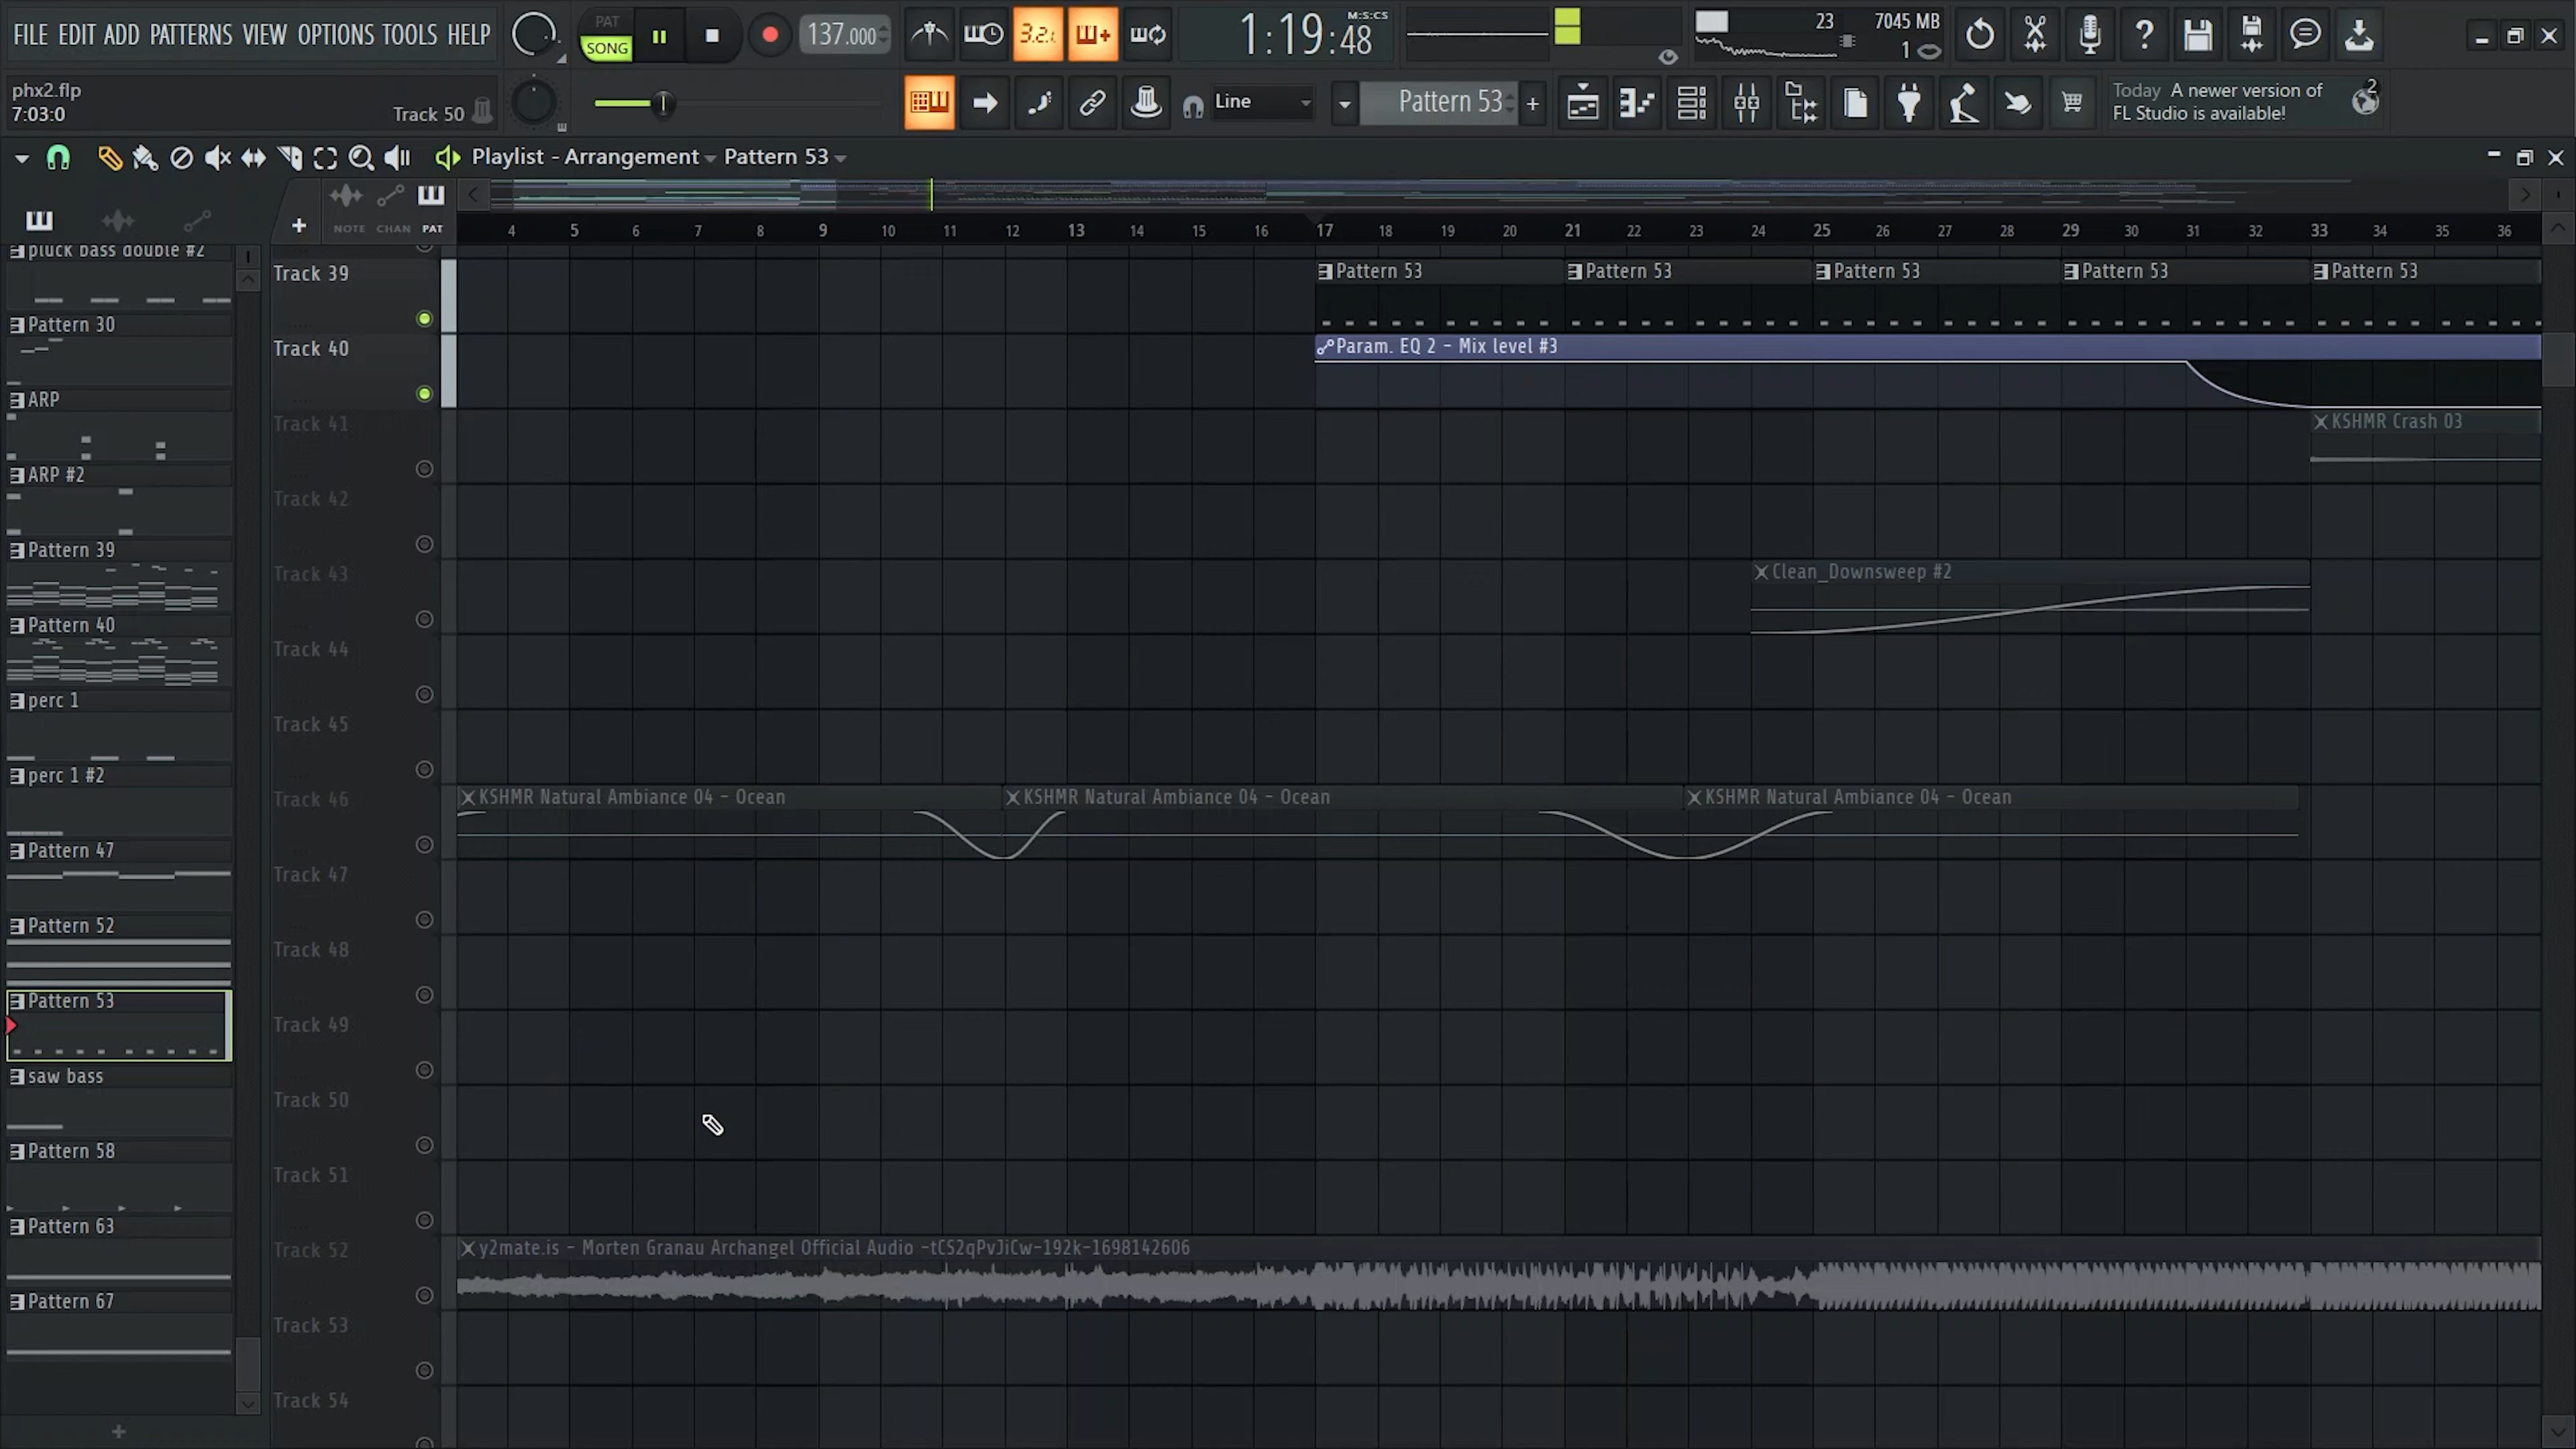 FILE EDIT ADD PATTERNS VIEW OPTIONS TOOLS HELP
PAT
SONG
137.000
3.2.1
1:19:48
M:S:CS
23
7045 MB
1
phx2.flp
7:03:0
Track 50
Line
Pattern 53
Today A newer version of
FL Studio is available!
2
Playlist - Arrangement Pattern 53
NOTE CHAN PAT
4 5 6 7 8 9 10 11 12 13 14 15 16 17 18 19 20 21 22 23 24 25 26 27 28 29 30 31 32 33 34 35 36
pluck bass double #2
Pattern 30
ARP
ARP #2
Pattern 39
Pattern 40
perc 1
perc 1 #2
Pattern 47
Pattern 52
Pattern 53
saw bass
Pattern 58
Pattern 63
Pattern 67
Track 39
Pattern 53 Pattern 53 Pattern 53 Pattern 53 Pattern 53
Track 40
Param. EQ 2 - Mix level #3
Track 41
KSHMR Crash 03
Track 42
Track 43
Clean_Downsweep #2
Track 44
Track 45
Track 46
KSHMR Natural Ambiance 04 - Ocean KSHMR Natural Ambiance 04 - Ocean KSHMR Natural Ambiance 04 - Ocean
Track 47
Track 48
Track 49
Track 50
Track 51
Track 52
y2mate.is - Morten Granau Archangel Official Audio -tCS2qPvJiCw-192k-1698142606
Track 53
Track 54